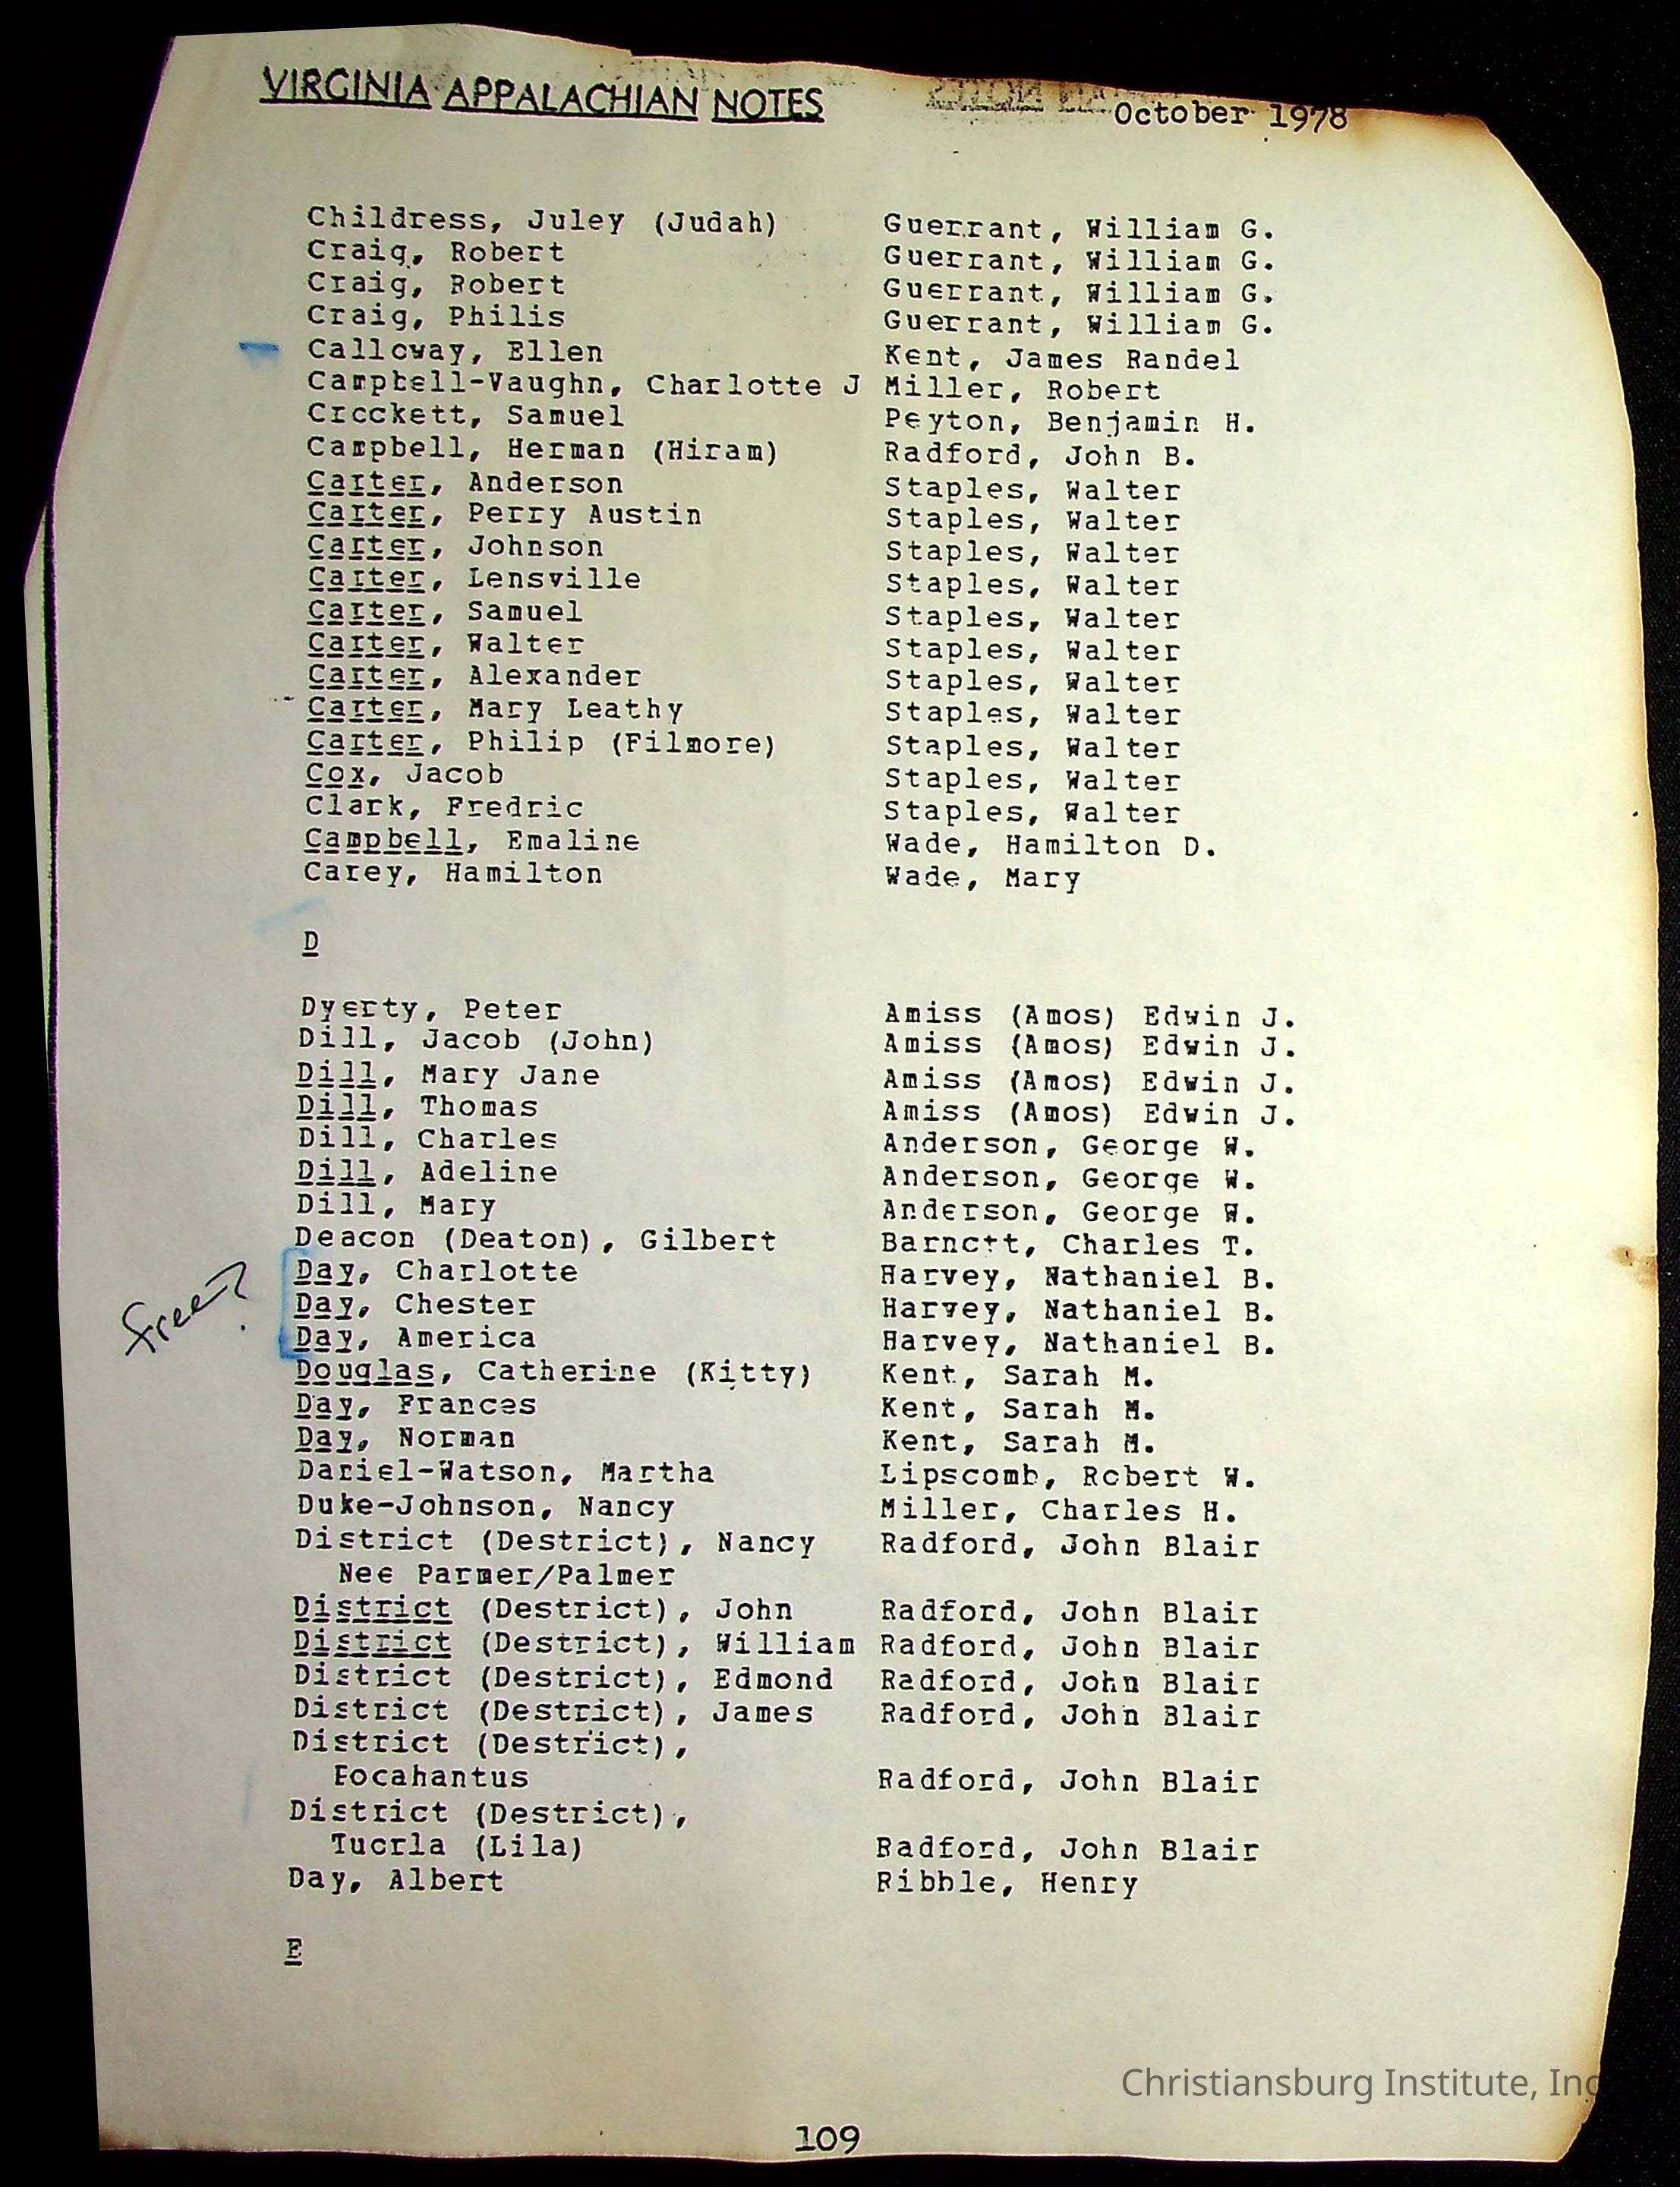 VIRGINIA APPALACHIAN NOTES October 1978
Childress, Juley (Judah) Guerrant, William G.
Craig, Robert Guerrant, William G.
Craig, Robert Guerrant, William G.
Craig, Philis Guerrant, William G.
Calloway, Ellen Kent, James Randel
Campbell-Vaughn, Charlotte J Miller, Robert
Crockett, Samuel Peyton, Benjamin H.
Campbell, Herman (Hiram) Radford, John B.
Carter, Anderson Staples, Walter
Carter, Perry Austin Staples, Walter
Carter, Johnson Staples, Walter
Carter, Lensville Staples, Walter
Carter, Samuel Staples, Walter
Carter, Walter Staples, Walter
Carter, Alexander Staples, Walter
Carter, Mary Leathy Staples, Walter
Carter, Philip (Filmore) Staples, Walter
Cox, Jacob Staples, Walter
Clark, Fredric Staples, Walter
Campbell, Emaline Wade, Hamilton D.
Carey, Hamilton Wade, Mary
D
Dyerty, Peter Amiss (Amos) Edwin J.
Dill, Jacob (John) Amiss (Amos) Edwin J.
Dill, Mary Jane Amiss (Amos) Edwin J.
Dill, Thomas Amiss (Amos) Edwin J.
Dill, Charles Anderson, George W.
Dill, Adeline Anderson, George W.
Dill, Mary Anderson, George W.
Deacon (Deaton), Gilbert Barnett, Charles T.
Day, Charlotte Harvey, Nathaniel B.
free? Day, Chester Harvey, Nathaniel B.
Day, America Harvey, Nathaniel B.
Douglas, Catherine (Kitty) Kent, Sarah M.
Day, Frances Kent, Sarah M.
Day, Norman Kent, Sarah M.
Daniel-Watson, Martha Lipscomb, Robert W.
Duke-Johnson, Nancy Miller, Charles H.
District (Destrict), Nancy Radford, John Blair
Nee Parmer/Palmer
District (Destrict), John Radford, John Blair
District (Destrict), William Radford, John Blair
District (Destrict), Edmond Radford, John Blair
District (Destrict), James Radford, John Blair
District (Destrict),
Pocahantus Radford, John Blair
District (Destrict),
(Lila) Radford, John Blair
Day, Albert Ribble, Henry
E
Christiansburg Institute, Inc
109